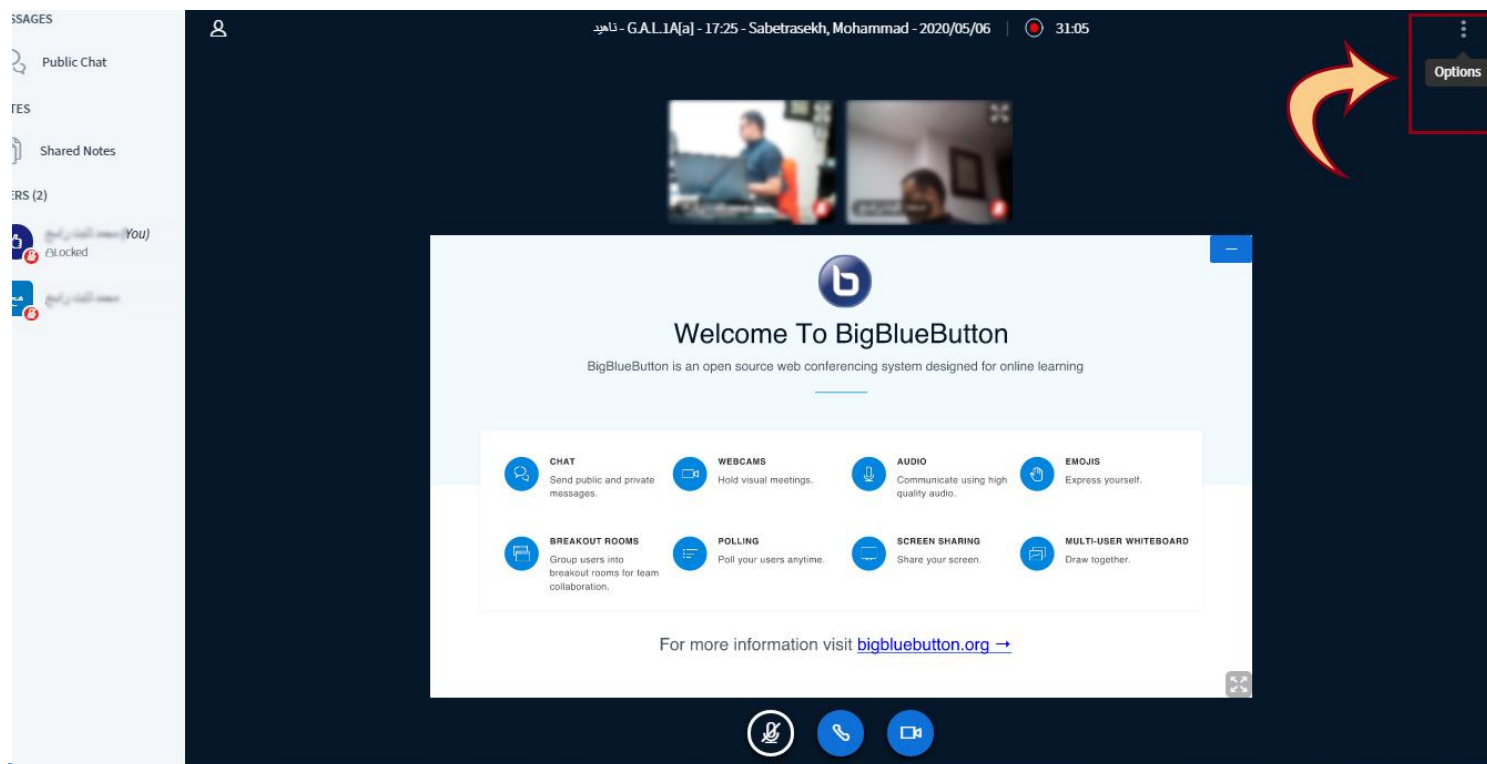 SSAGES
Public Chat
TES
Shared Notes
ERS (2)
(You)
Locked
ناهید - G.A.L.1A[a] - 17:25 - Sabetrasekh, Mohammad - 2020/05/06 | 31:05
Options
Welcome To BigBlueButton
BigBlueButton is an open source web conferencing system designed for online learning
CHAT
Send public and private
messages.
WEBCAMS
Hold visual meetings.
AUDIO
Communicate using high
quality audio.
EMOJIS
Express yourself.
BREAKOUT ROOMS
Group users into
breakout rooms for team
collaboration.
POLLING
Poll your users anytime.
SCREEN SHARING
Share your screen.
MULTI-USER WHITEBOARD
Draw together.
For more information visit bigbluebutton.org →